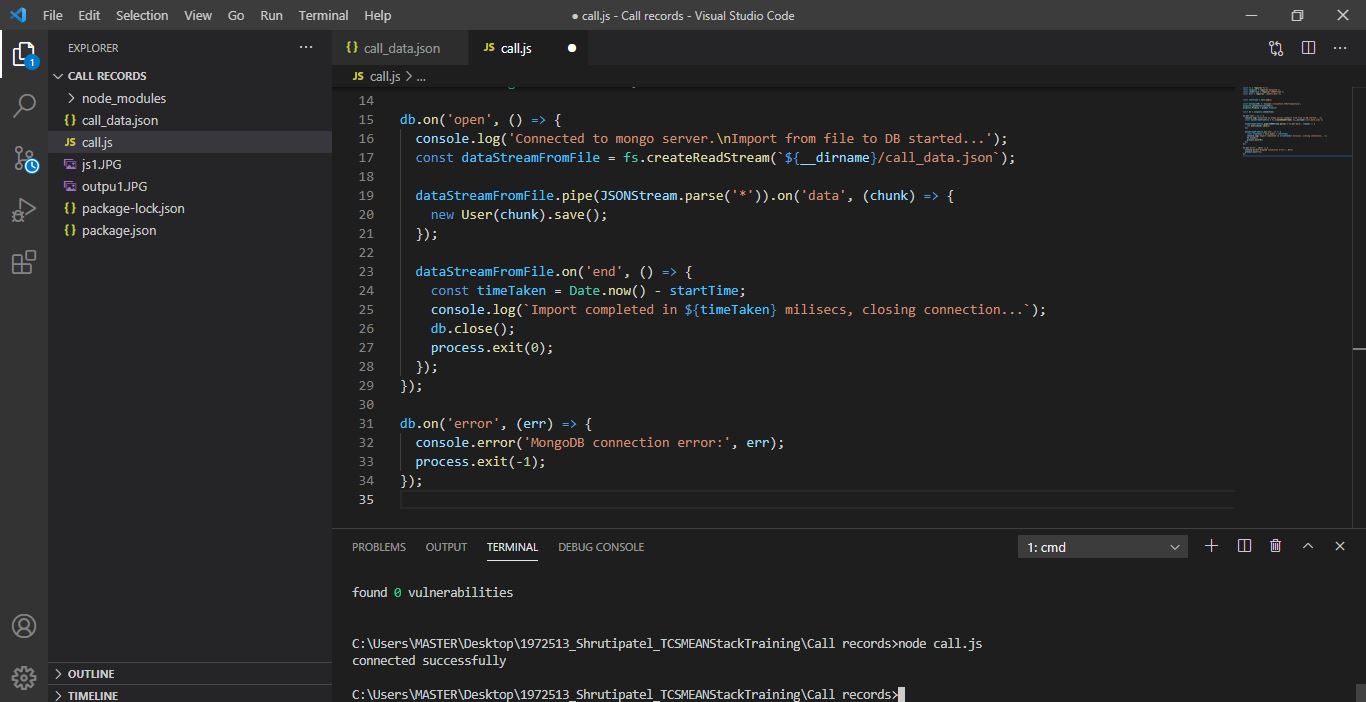 File Edit Selection View Go Run Terminal Help
● call.js - Call records - Visual Studio Code
EXPLORER
CALL RECORDS
node_modules
{} call_data.json
JS call.js
js1.JPG
outpu1.JPG
{} package-lock.json
{} package.json
OUTLINE
TIMELINE
1
{} call_data.json
JS call.js
JS call.js > ...
14
15 db.on('open', () => {
16 console.log('Connected to mongo server.\nImport from file to DB started...');
17 const dataStreamFromFile = fs.createReadStream(`${__dirname}/call_data.json`);
18
19 dataStreamFromFile.pipe(JSONStream.parse('*')).on('data', (chunk) => {
20 new User(chunk).save();
21 });
22
23 dataStreamFromFile.on('end', () => {
24 const timeTaken = Date.now() - startTime;
25 console.log(`Import completed in ${timeTaken} milisecs, closing connection...`);
26 db.close();
27 process.exit(0);
28 });
29 });
30
31 db.on('error', (err) => {
32 console.error('MongoDB connection error:', err);
33 process.exit(-1);
34 });
35
PROBLEMS OUTPUT TERMINAL DEBUG CONSOLE
1: cmd
found 0 vulnerabilities
C:\Users\MASTER\Desktop\1972513_Shrutipatel_TCSMEANStackTraining\Call records>node call.js
connected successfully
C:\Users\MASTER\Desktop\1972513_Shrutipatel_TCSMEANStackTraining\Call records>